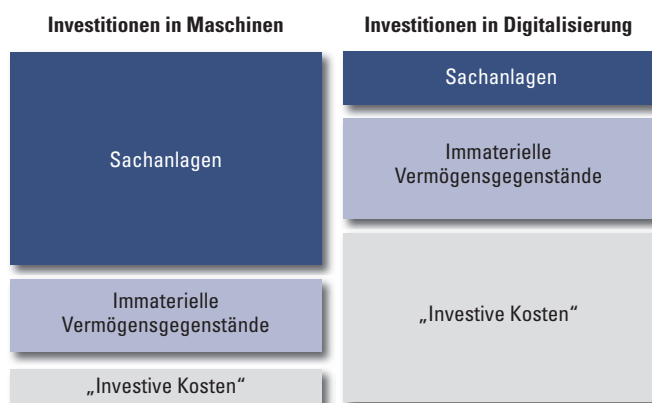 Investitionen in Maschinen
Sachanlagen
Immaterielle
Vermögensgegenstände
„Investive Kosten“
Investitionen in Digitalisierung
Sachanlagen
Immaterielle
Vermögensgegenstände
„Investive Kosten“